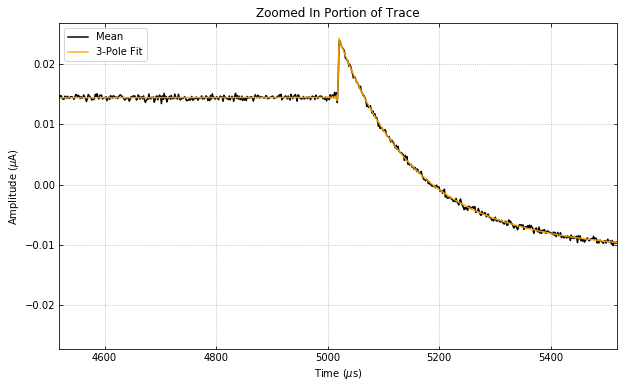 Zoomed In Portion of Trace
Mean
3-Pole Fit
Amplitude (μA)
0.02
0.01
0.00
−0.01
−0.02
4600
4800
5000
5200
5400
Time (μs)